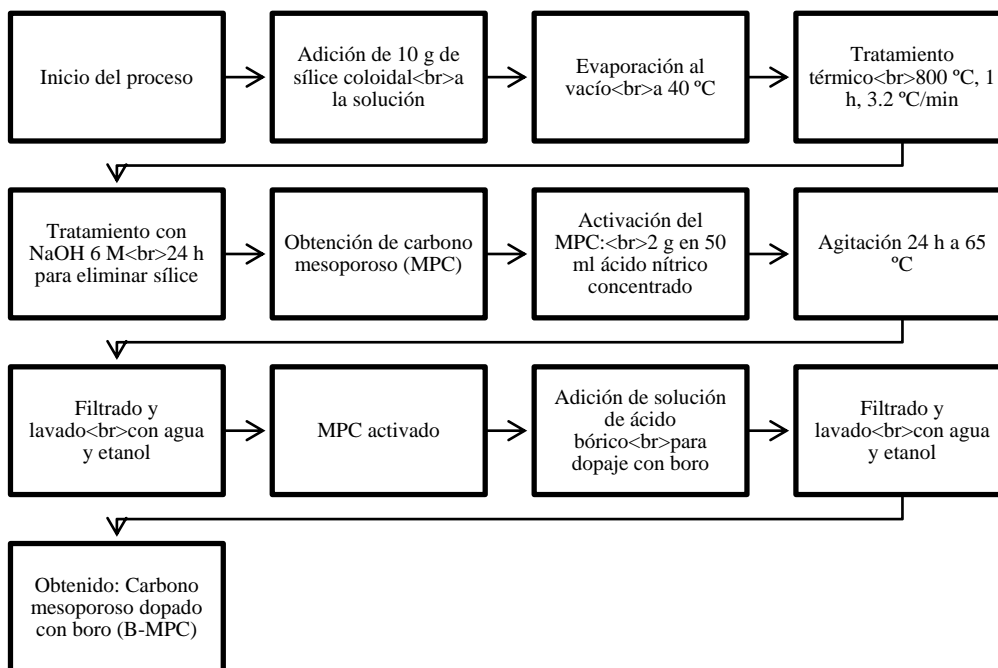 Inicio del proceso
Adición de 10 g de
sílice coloidal<br>a
la solución
Evaporación al
vacío<br>a 40 ºC
Tratamiento
térmico<br>800 ºC, 1
h, 3.2 ºC/min
Tratamiento con
NaOH 6 M<br>24 h
para eliminar sílice
Obtención de carbono
mesoporoso (MPC)
Activación del
MPC:<br>2 g en 50
ml ácido nítrico
concentrado
Agitación 24 h a 65
ºC
Filtrado y
lavado<br>con agua
y etanol
MPC activado
Adición de solución
de ácido
bórico<br>para
dopaje con boro
Filtrado y
lavado<br>con agua
y etanol
Obtenido: Carbono
mesoporoso dopado
con boro (B-MPC)